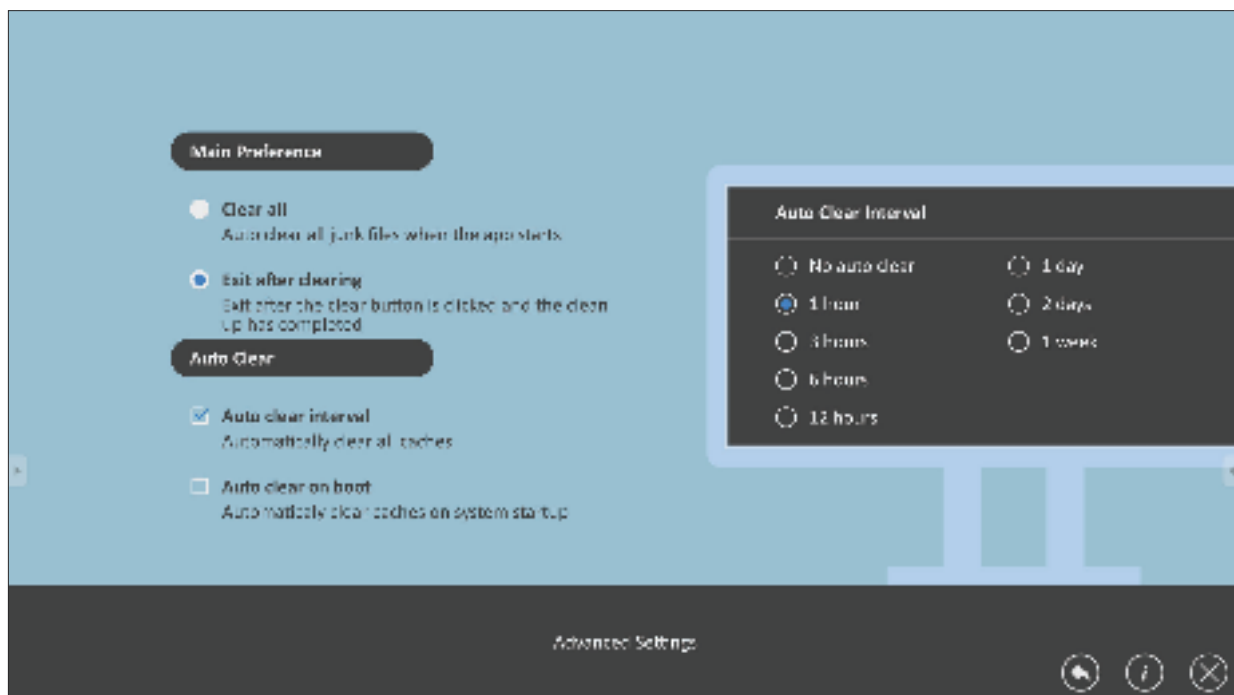 Main Preference
Clear all
Auto clear all junk files when the app starts
Exit after clearing
Exit after the clear button is clicked and the clean
up has completed
Auto Clear
Auto clear interval
Automatically clear all caches
Auto clear on boot
Automaticaly clear caches on system startup
Auto Clear Interval
No auto clear
1 day
1 hour
2 days
3 hours
1 week
6 hours
12 hours
Advanced Settings
i